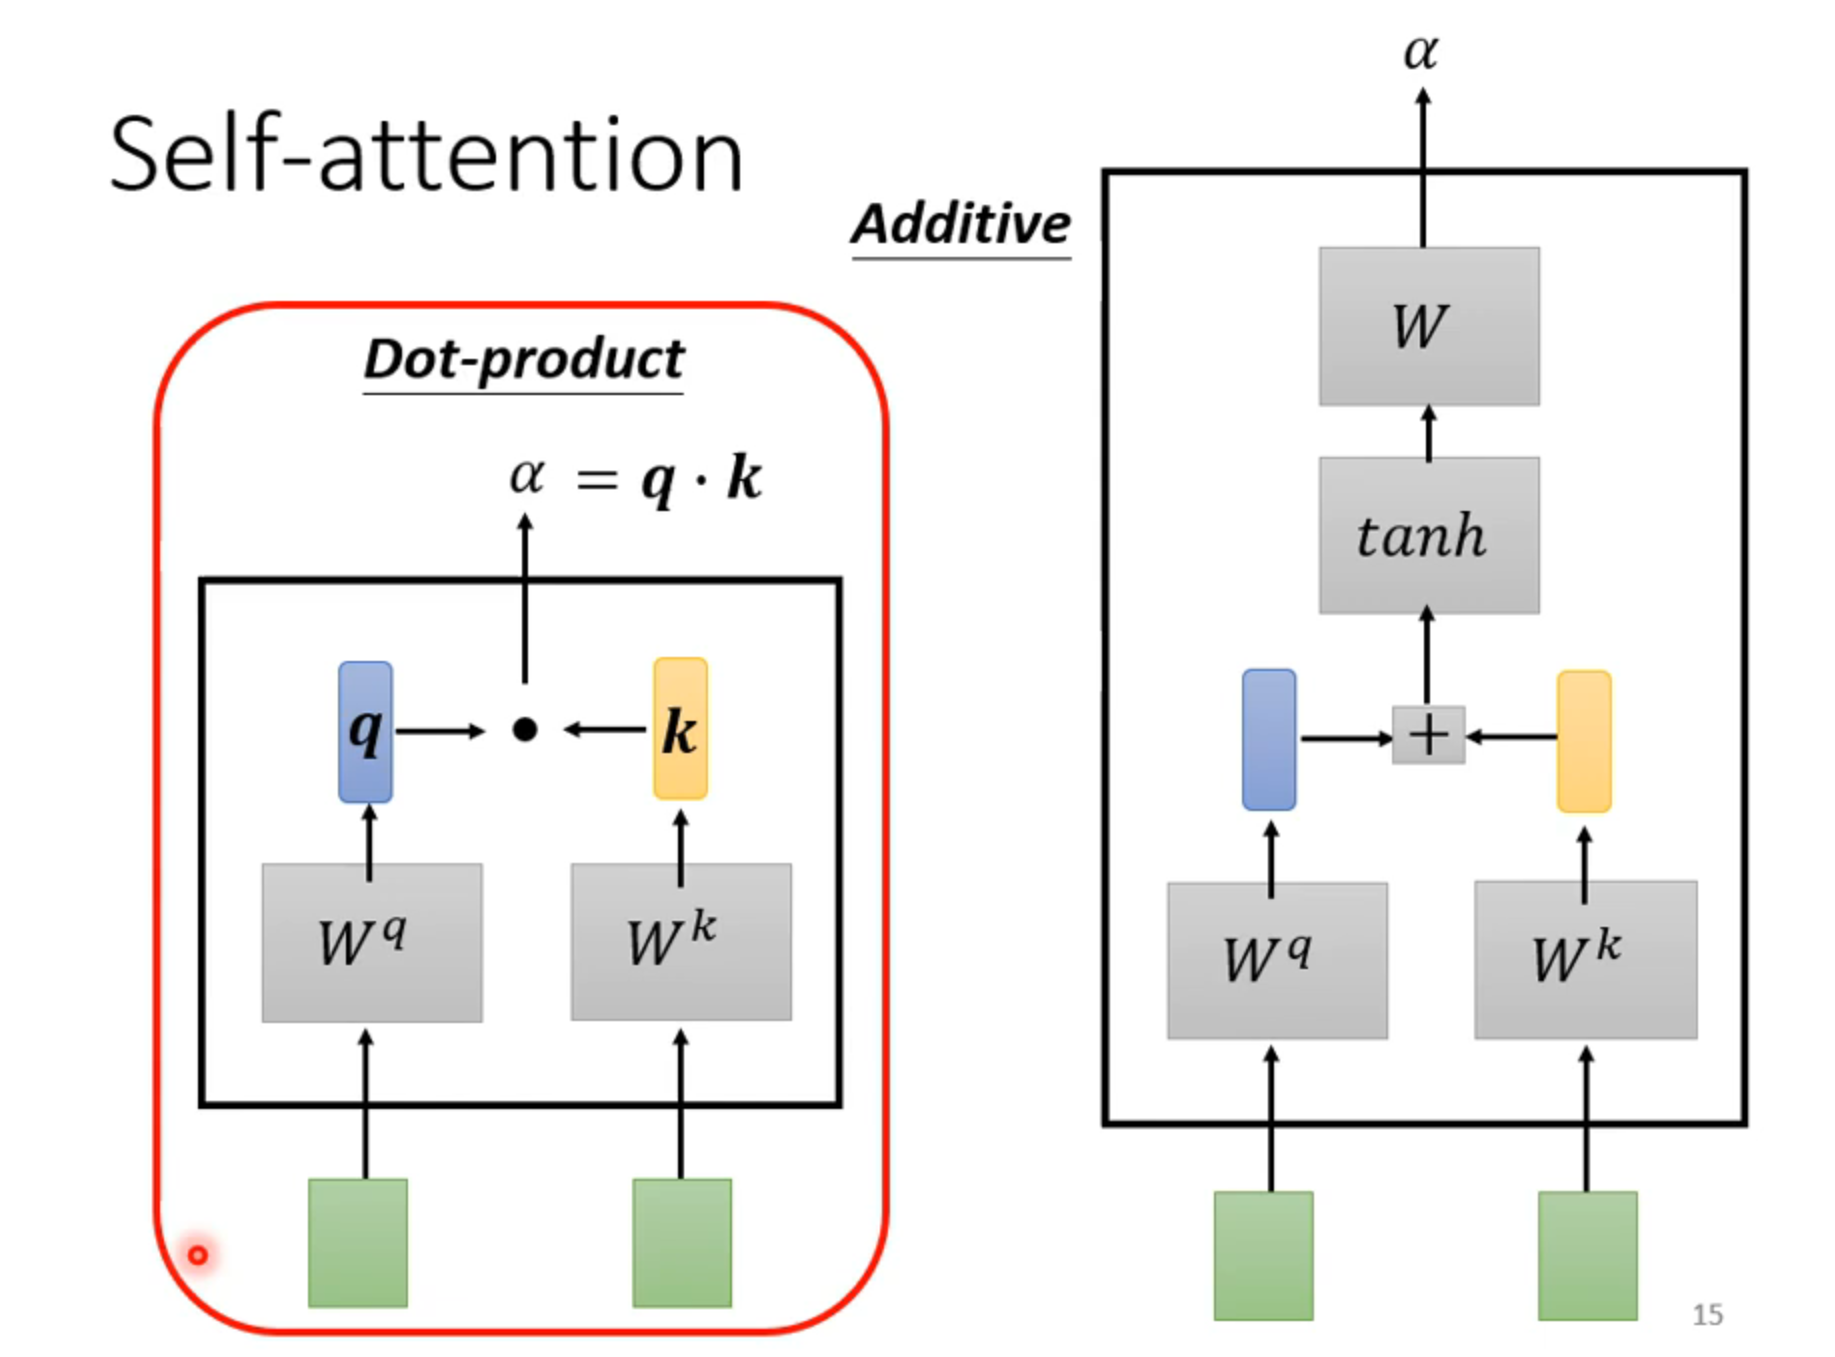 Self-attention
Dot-product
α = q · k
q
k
W^q
W^k
Additive
α
W
tanh
+
W^q
W^k
15